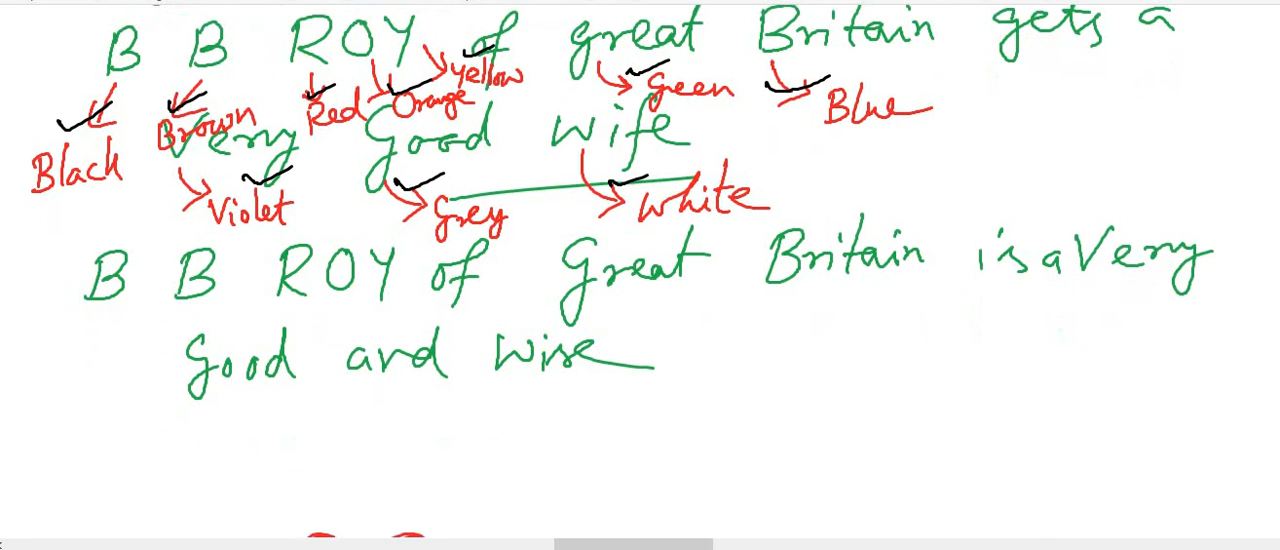 B B ROY of great Britain gets a
Yellow
Green
Red Orange
Blue
Brown
Very Good wife
Black
Violet Grey White
B B ROY of Great Britain is a Very
Good and Wise